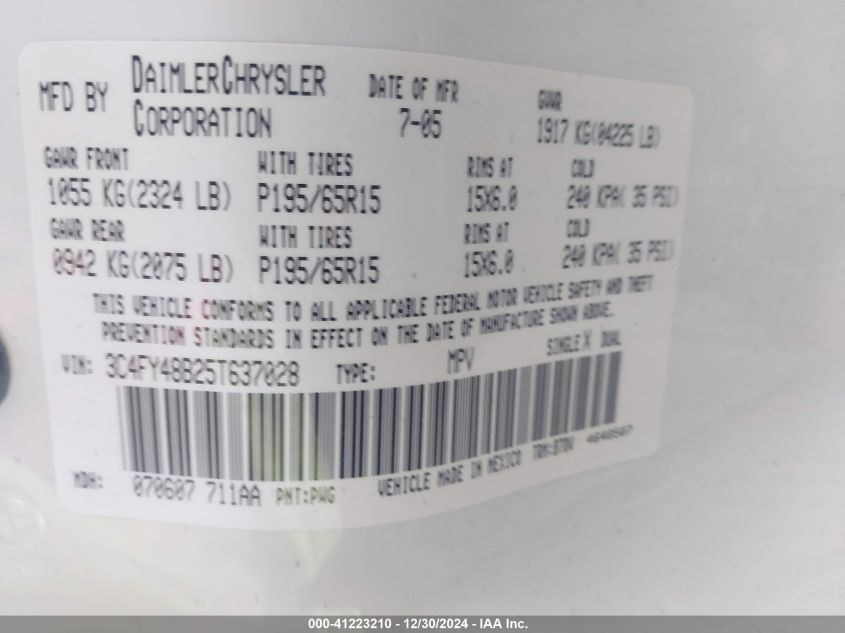 MFD BY DAIMLERCHRYSLER CORPORATION DATE OF MFR 7-05 GVWR 1917 KG(04225 LB)
GAWR FRONT WITH TIRES RIMS AT COLD
1055 KG(2324 LB) P195/65R15 15X6.0 240 KPA( 35 PSI)
GAWR REAR WITH TIRES RIMS AT COLD
0942 KG(2075 LB) P195/65R15 15X6.0 240 KPA( 35 PSI)
THIS VEHICLE CONFORMS TO ALL APPLICABLE FEDERAL MOTOR VEHICLE SAFETY AND THEFT
PREVENTION STANDARDS IN EFFECT ON THE DATE OF MANUFACTURE SHOWN ABOVE.
VIN: 3C4FY48B25T637028 TYPE: MPV SINGLE X DUAL
MDH: 070607 711AA PNT:PWG VEHICLE MADE IN MEXICO
000-41223210 - 12/30/2024 - IAA Inc.